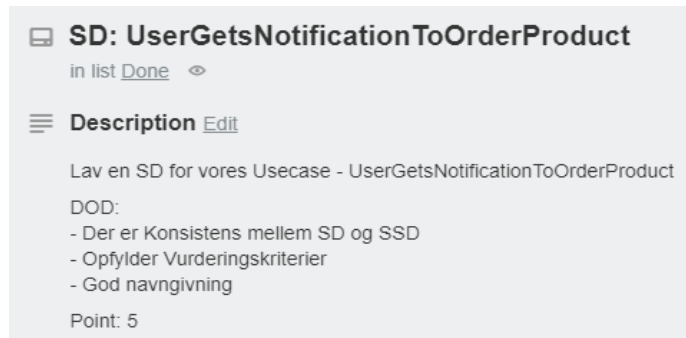 SD: UserGetsNotificationToOrderProduct
in list Done
Description Edit
Lav en SD for vores Usecase - UserGetsNotificationToOrderProduct
DOD:
- Der er Konsistens mellem SD og SSD
- Opfylder Vurderingskriterier
- God navngivning
Point: 5